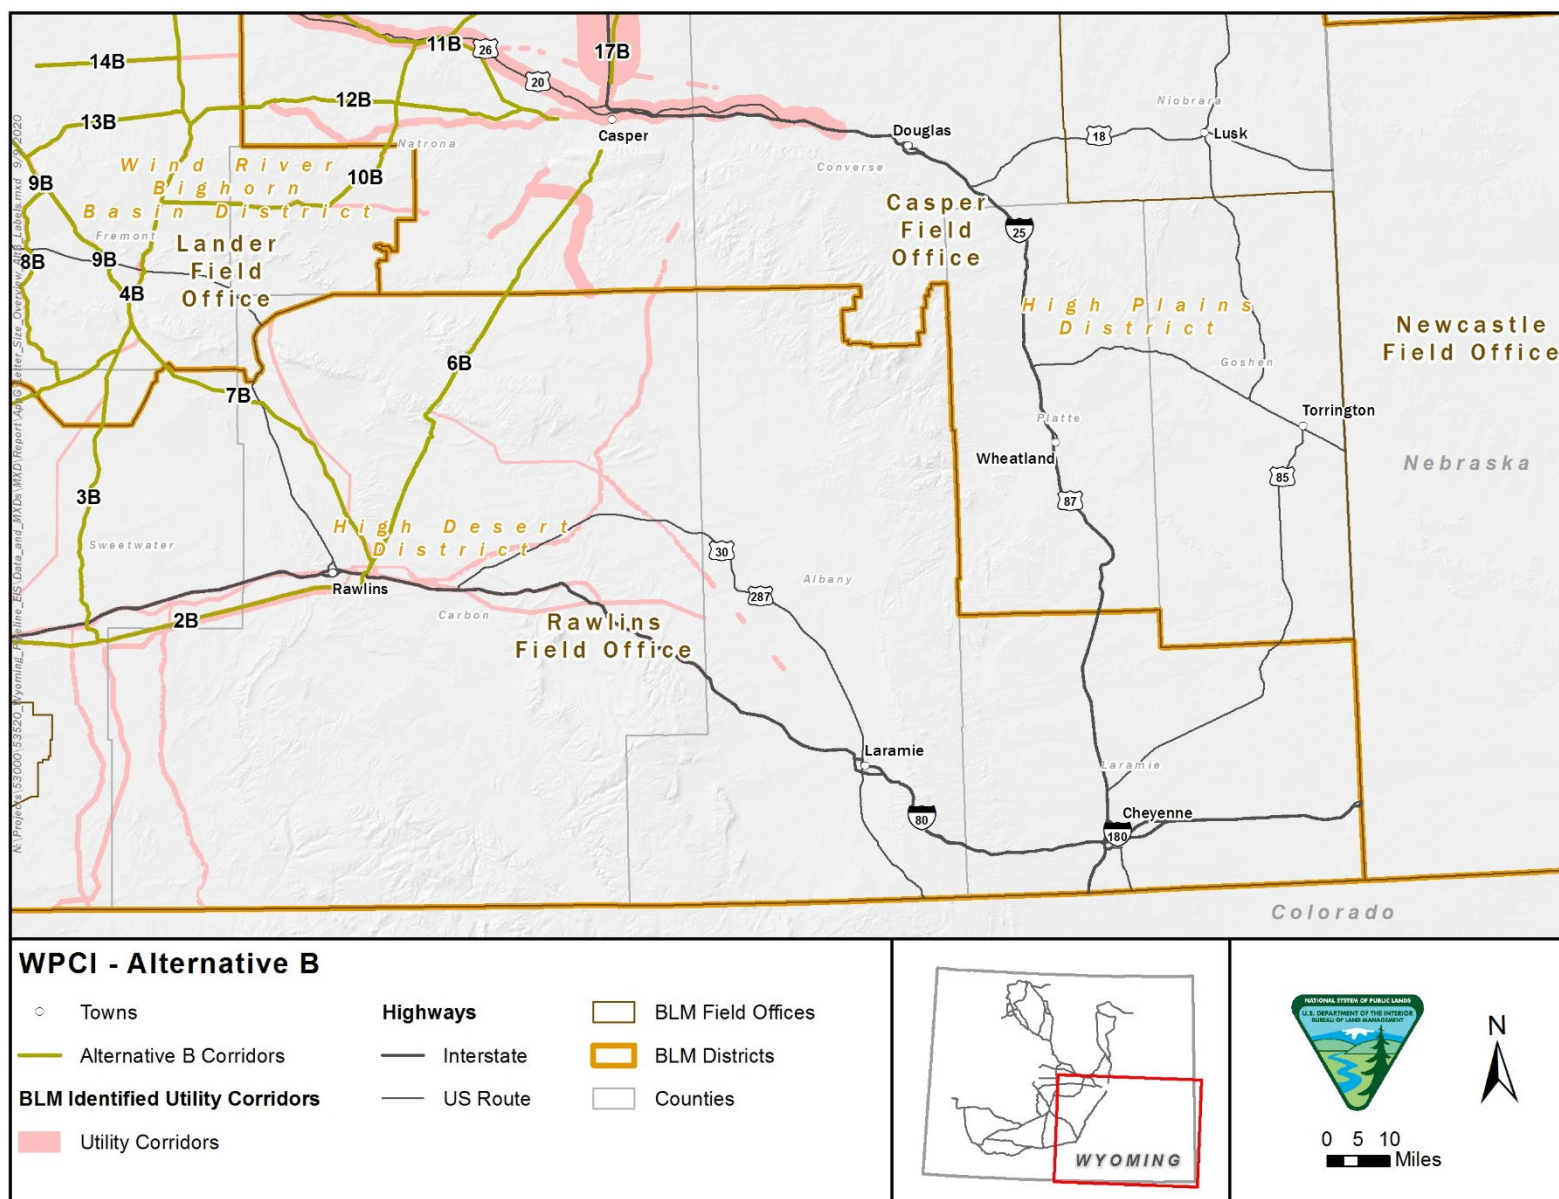 11B
17B
14B
26
20
12B
13B
Niobrara
Casper
Douglas
18
Lusk
Natrona
Converse
Wind River
Bighorn
Basin District
9B
10B
Fremont
Lander
Field
Office
Casper
Field
Office
25
8B
9B
4B
High Plains
District
Newcastle
Field Office
6B
Goshen
7B
Torrington
Platte
Wheatland
Nebraska
85
3B
87
High Desert
District
Sweetwater
30
Albany
287
Rawlins
Carbon
2B
Rawlins
Field Office
Laramie
Laramie
80
Cheyenne
180
Colorado
WPCI - Alternative B
Towns
Alternative B Corridors
BLM Identified Utility Corridors
Utility Corridors
Highways
Interstate
US Route
BLM Field Offices
BLM Districts
Counties
WYOMING
NATIONAL SYSTEM OF PUBLIC LANDS
U.S. DEPARTMENT OF THE INTERIOR
BUREAU OF LAND MANAGEMENT
N
0 5 10
Miles